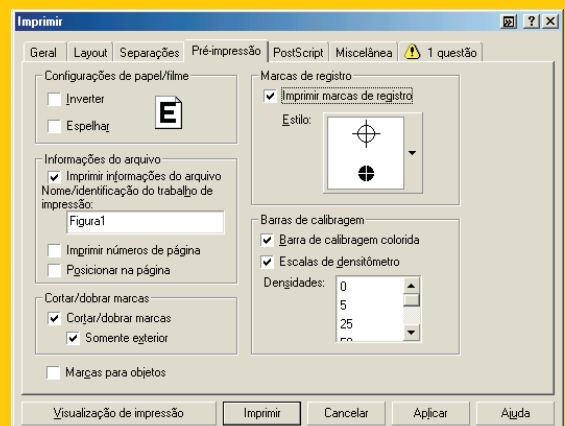 Imprimir
Geral Layout Separações Pré-impressão PostScript Miscelânea 1 questão
Configurações de papel/filme
Inverter
Espelhar
E
Informações do arquivo
Imprimir informações do arquivo
Nome/identificação do trabalho de
impressão:
Figura1
Imprimir números de página
Posicionar na página
Cortar/dobrar marcas
Cortar/dobrar marcas
Somente exterior
Marcas para objetos
Marcas de registro
Imprimir marcas de registro
Estilo:
Barras de calibragem
Barra de calibragem colorida
Escalas de densitômetro
Densidades:
0
5
25
Visualização de impressão Imprimir Cancelar Aplicar Ajuda